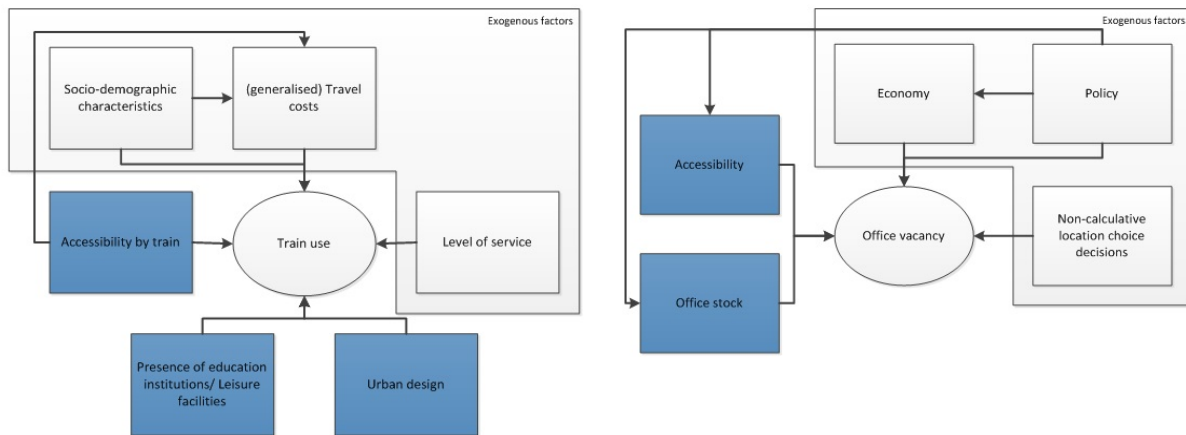 Exogenous factors
Socio-demographic
characteristics
(generalised) Travel
costs
Accessibility by train
Train use
Level of service
Presence of education
institutions/ Leisure
facilities
Urban design
Exogenous factors
Economy
Policy
Accessibility
Office vacancy
Non-calculative
location choice
decisions
Office stock